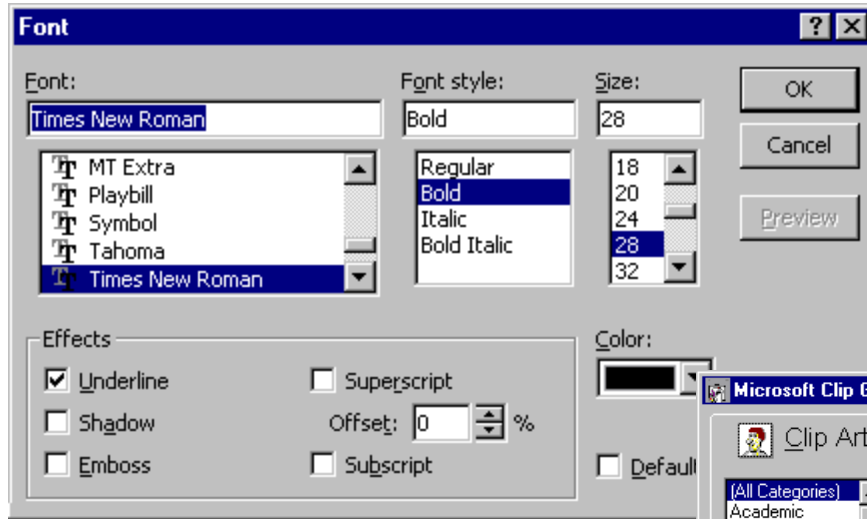 Font
Font: Font style: Size:
Times New Roman Bold 28 OK
MT Extra Regular 18 Cancel
Playbill Bold 20
Symbol Italic 24 Preview
Tahoma Bold Italic 28
Times New Roman 32
Effects Color:
Underline Superscript
Shadow Offset: 0 % Microsoft Clip
Emboss Subscript Default Clip Art
(All Categories)
Academic